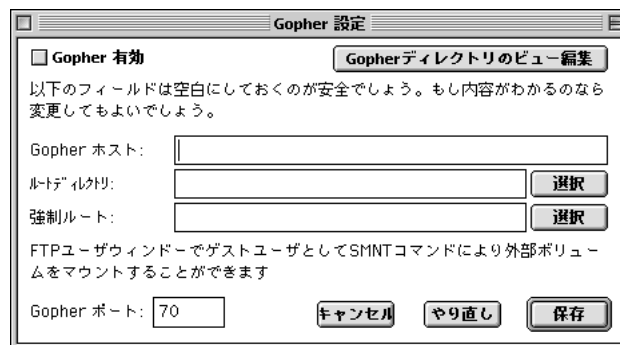 Gopher 設定
Gopher 有効
Gopherディレクトリのビュー編集
以下のフィールドは空白にしておくのが安全でしょう。もし内容がわかるのなら
変更してもよいでしょう。
Gopher ホスト:
ﾙｰﾄﾃﾞｨﾚｸﾄﾘ:
選択
強制ルート:
選択
FTPユーザウィンドーでゲストユーザとしてSMNTコマンドにより外部ボリュー
ムをマウントすることができます
Gopher ポート: 70
キャンセル
やり直し
保存